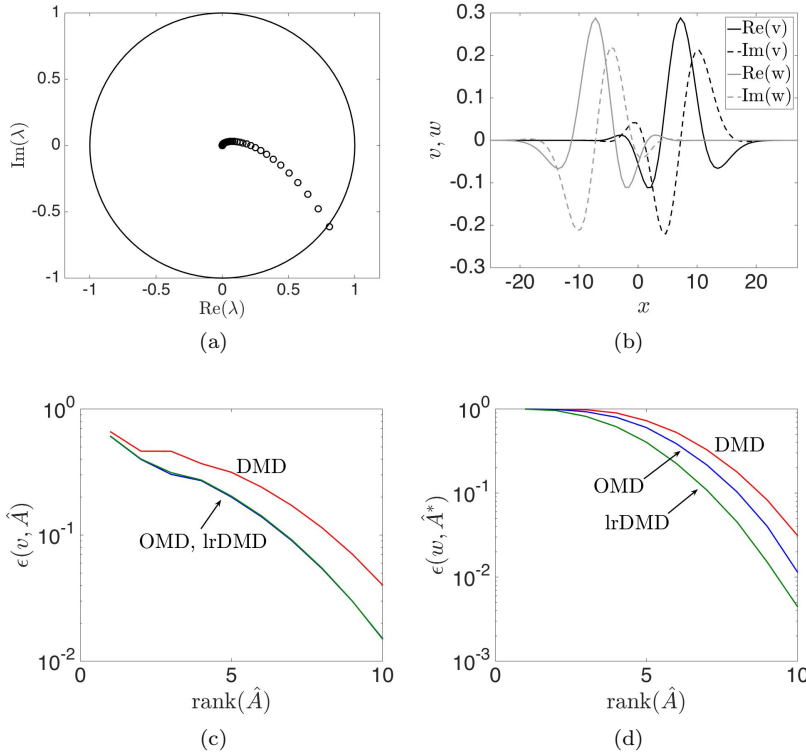 1
0.5
0
-0.5
-1
Im(λ)
-1 -0.5 0 0.5 1
Re(λ)
(a)
0.3
0.2
0.1
0
-0.1
-0.2
-0.3
v, w
Re(v)
Im(v)
Re(w)
Im(w)
-20 -10 0 10 20
x
(b)
10^0
10^-1
10^-2
ϵ(v, Â)
DMD
OMD, lrDMD
0 5 10
rank(Â)
(c)
10^0
10^-1
10^-2
10^-3
ϵ(w, Â*)
DMD
OMD
lrDMD
0 5 10
rank(Â)
(d)